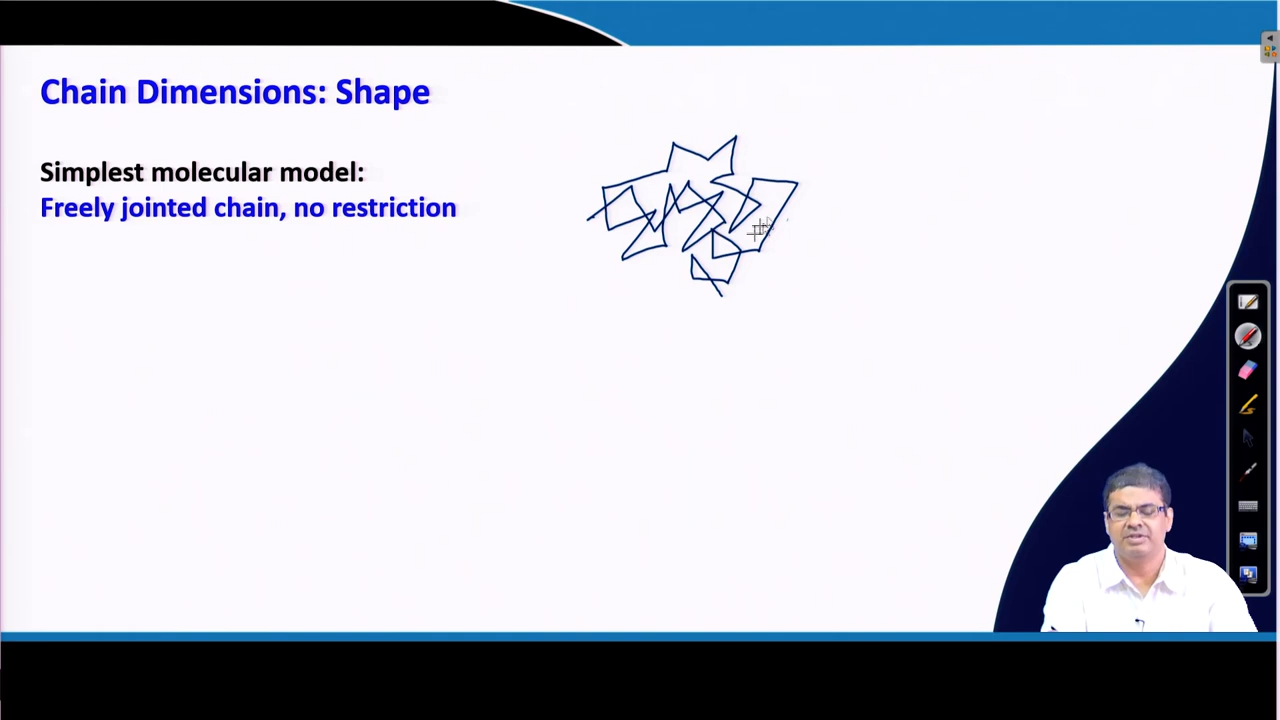 Chain Dimensions: Shape
Simplest molecular model:
Freely jointed chain, no restriction